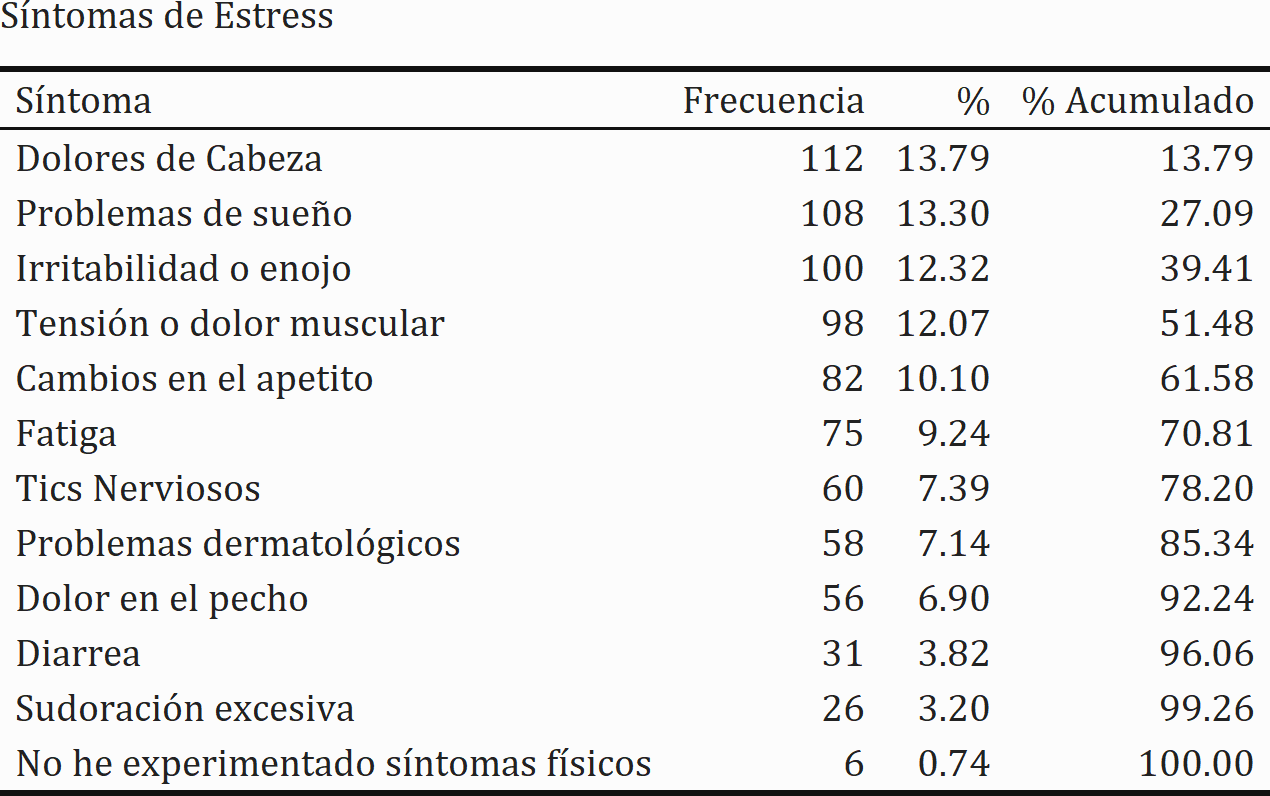 Síntomas de Estress
Síntoma Frecuencia % % Acumulado
Dolores de Cabeza 112 13.79 13.79
Problemas de sueño 108 13.30 27.09
Irritabilidad o enojo 100 12.32 39.41
Tensión o dolor muscular 98 12.07 51.48
Cambios en el apetito 82 10.10 61.58
Fatiga 75 9.24 70.81
Tics Nerviosos 60 7.39 78.20
Problemas dermatológicos 58 7.14 85.34
Dolor en el pecho 56 6.90 92.24
Diarrea 31 3.82 96.06
Sudoración excesiva 26 3.20 99.26
No he experimentado síntomas físicos 6 0.74 100.00